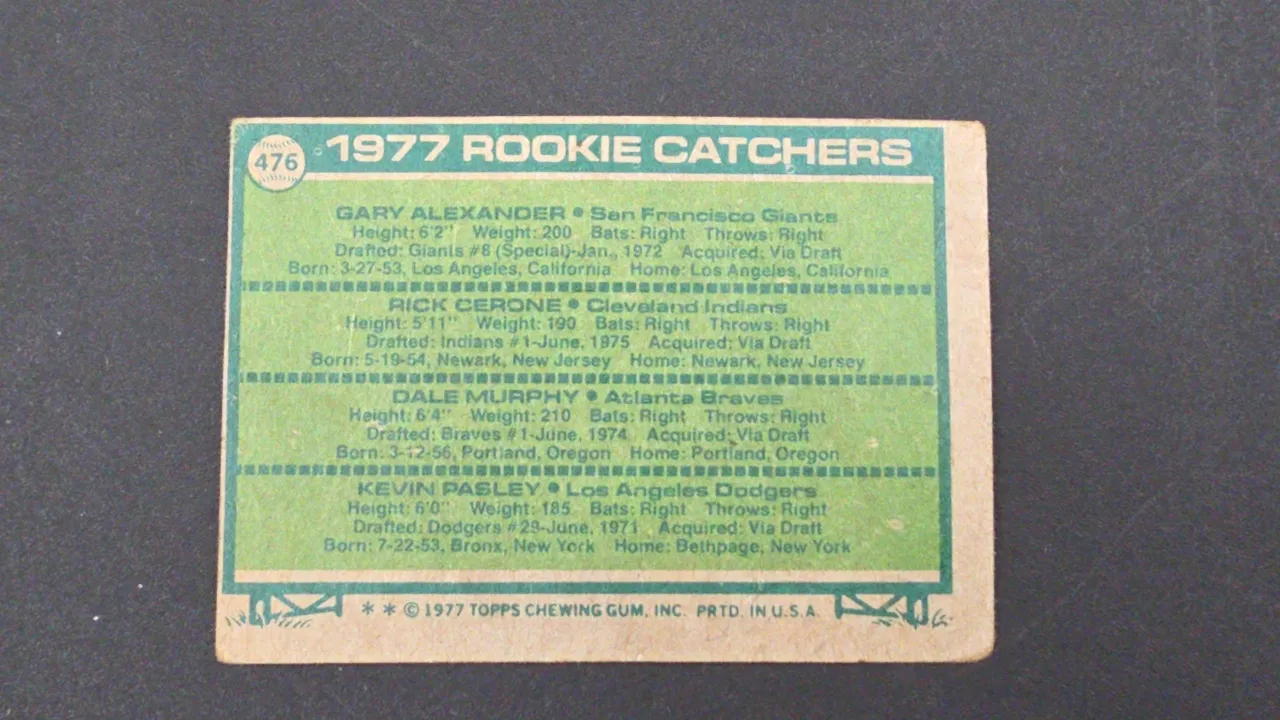 476
1977 ROOKIE CATCHERS
GARY ALEXANDER • San Francisco Giants
Height: 6'2" Weight: 200 Bats: Right Throws: Right
Drafted: Giants #8 (Special)-Jan., 1972 Acquired: Via Draft
Born: 3-27-53, Los Angeles, California Home: Los Angeles, California
RICK CERONE • Cleveland Indians
Height: 5'11" Weight: 190 Bats: Right Throws: Right
Drafted: Indians #1-June, 1975 Acquired: Via Draft
Born: 5-19-54, Newark, New Jersey Home: Newark, New Jersey
DALE MURPHY • Atlanta Braves
Height: 6'4" Weight: 210 Bats: Right Throws: Right
Drafted: Braves #1-June, 1974 Acquired: Via Draft
Born: 3-12-56, Portland, Oregon Home: Portland, Oregon
KEVIN PASLEY • Los Angeles Dodgers
Height: 6'0" Weight: 185 Bats: Right Throws: Right
Drafted: Dodgers #29-June, 1971 Acquired: Via Draft
Born: 7-22-53, Bronx, New York Home: Bethpage, New York
* * © 1977 TOPPS CHEWING GUM, INC. PRTD. IN U.S.A.